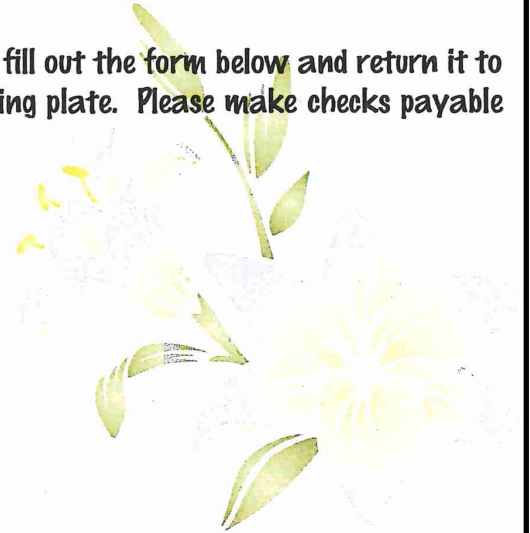 fill out the form below and return it to
ing plate. Please make checks payable